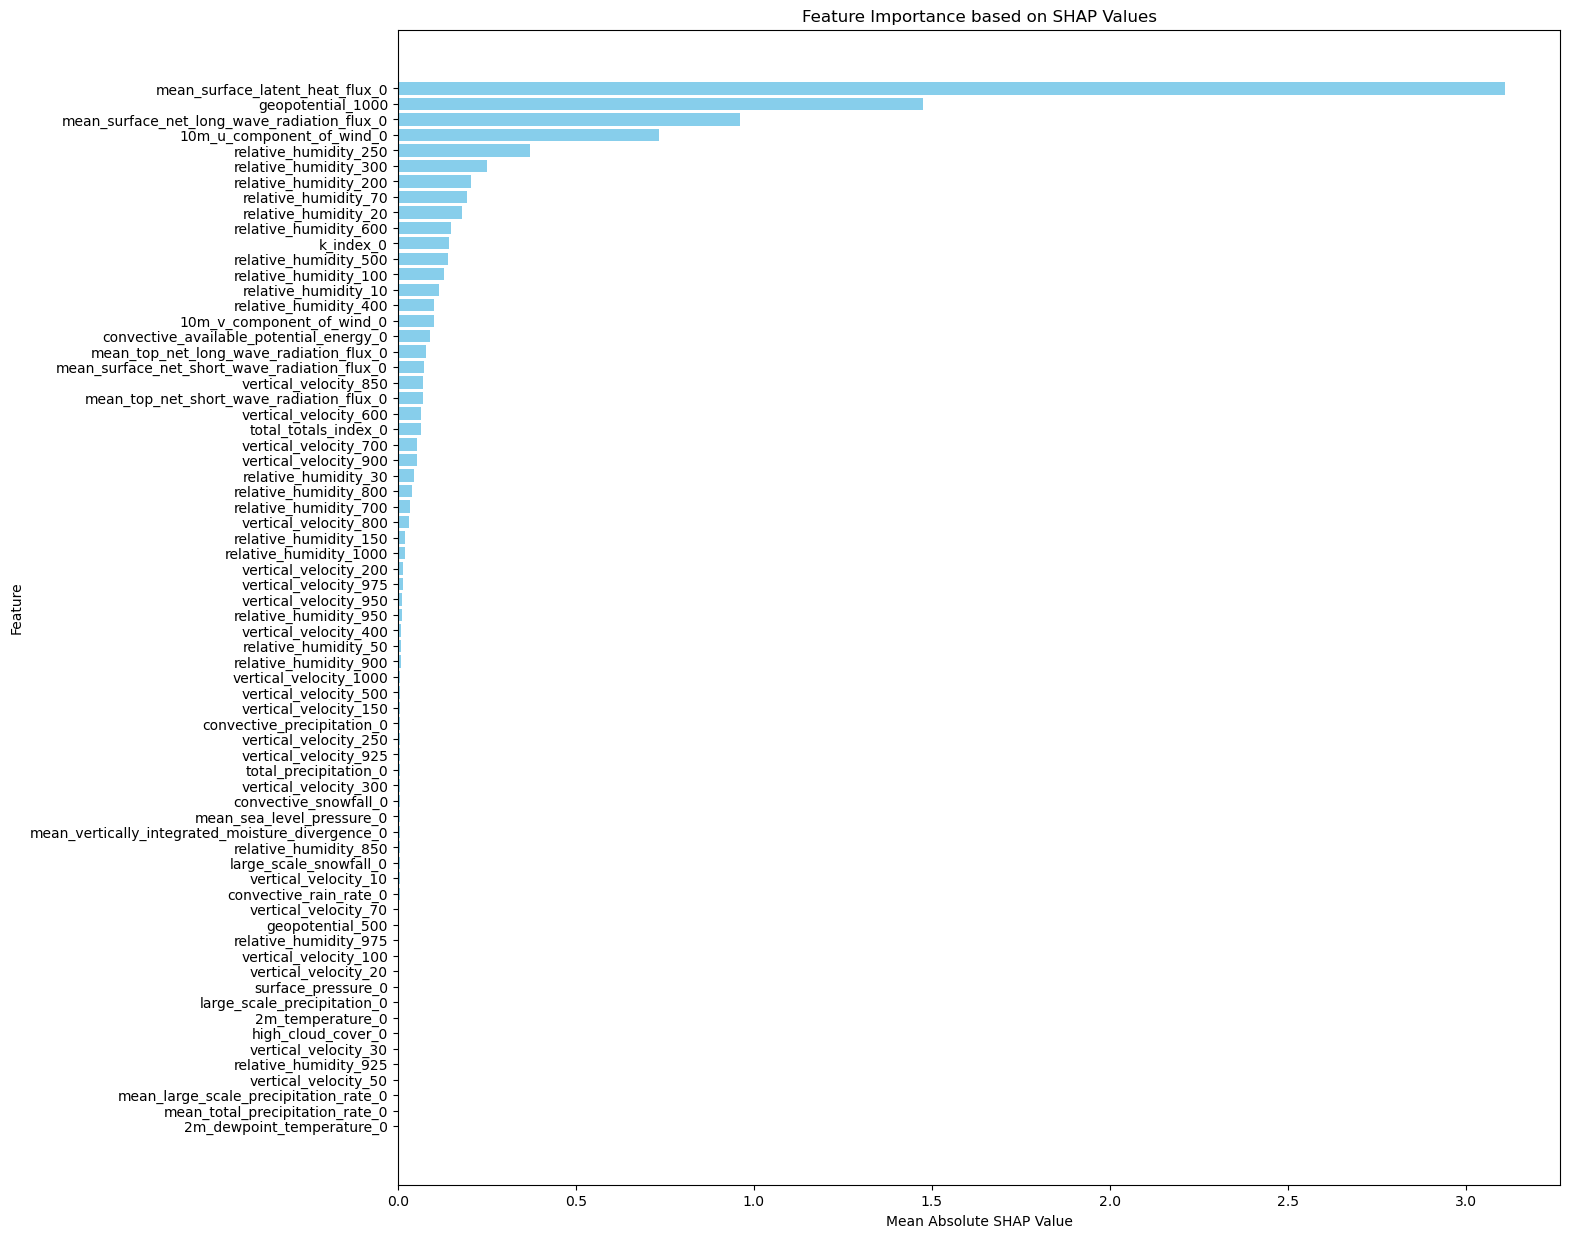 Feature Importance based on SHAP Values
mean_surface_latent_heat_flux_0
geopotential_1000
mean_surface_net_long_wave_radiation_flux_0
10m_u_component_of_wind_0
relative_humidity_250
relative_humidity_300
relative_humidity_200
relative_humidity_70
relative_humidity_20
relative_humidity_600
k_index_0
relative_humidity_500
relative_humidity_100
relative_humidity_10
relative_humidity_400
10m_v_component_of_wind_0
convective_available_potential_energy_0
mean_top_net_long_wave_radiation_flux_0
mean_surface_net_short_wave_radiation_flux_0
vertical_velocity_850
mean_top_net_short_wave_radiation_flux_0
vertical_velocity_600
total_totals_index_0
vertical_velocity_700
vertical_velocity_900
relative_humidity_30
relative_humidity_800
relative_humidity_700
vertical_velocity_800
relative_humidity_150
relative_humidity_1000
vertical_velocity_200
vertical_velocity_975
vertical_velocity_950
relative_humidity_950
vertical_velocity_400
relative_humidity_50
relative_humidity_900
vertical_velocity_1000
vertical_velocity_500
vertical_velocity_150
convective_precipitation_0
vertical_velocity_250
vertical_velocity_925
total_precipitation_0
vertical_velocity_300
convective_snowfall_0
mean_sea_level_pressure_0
mean_vertically_integrated_moisture_divergence_0
relative_humidity_850
large_scale_snowfall_0
vertical_velocity_10
convective_rain_rate_0
vertical_velocity_70
geopotential_500
relative_humidity_975
vertical_velocity_100
vertical_velocity_20
surface_pressure_0
large_scale_precipitation_0
2m_temperature_0
high_cloud_cover_0
vertical_velocity_30
relative_humidity_925
vertical_velocity_50
mean_large_scale_precipitation_rate_0
mean_total_precipitation_rate_0
2m_dewpoint_temperature_0
Feature
0.0 0.5 1.0 1.5 2.0 2.5 3.0
Mean Absolute SHAP Value